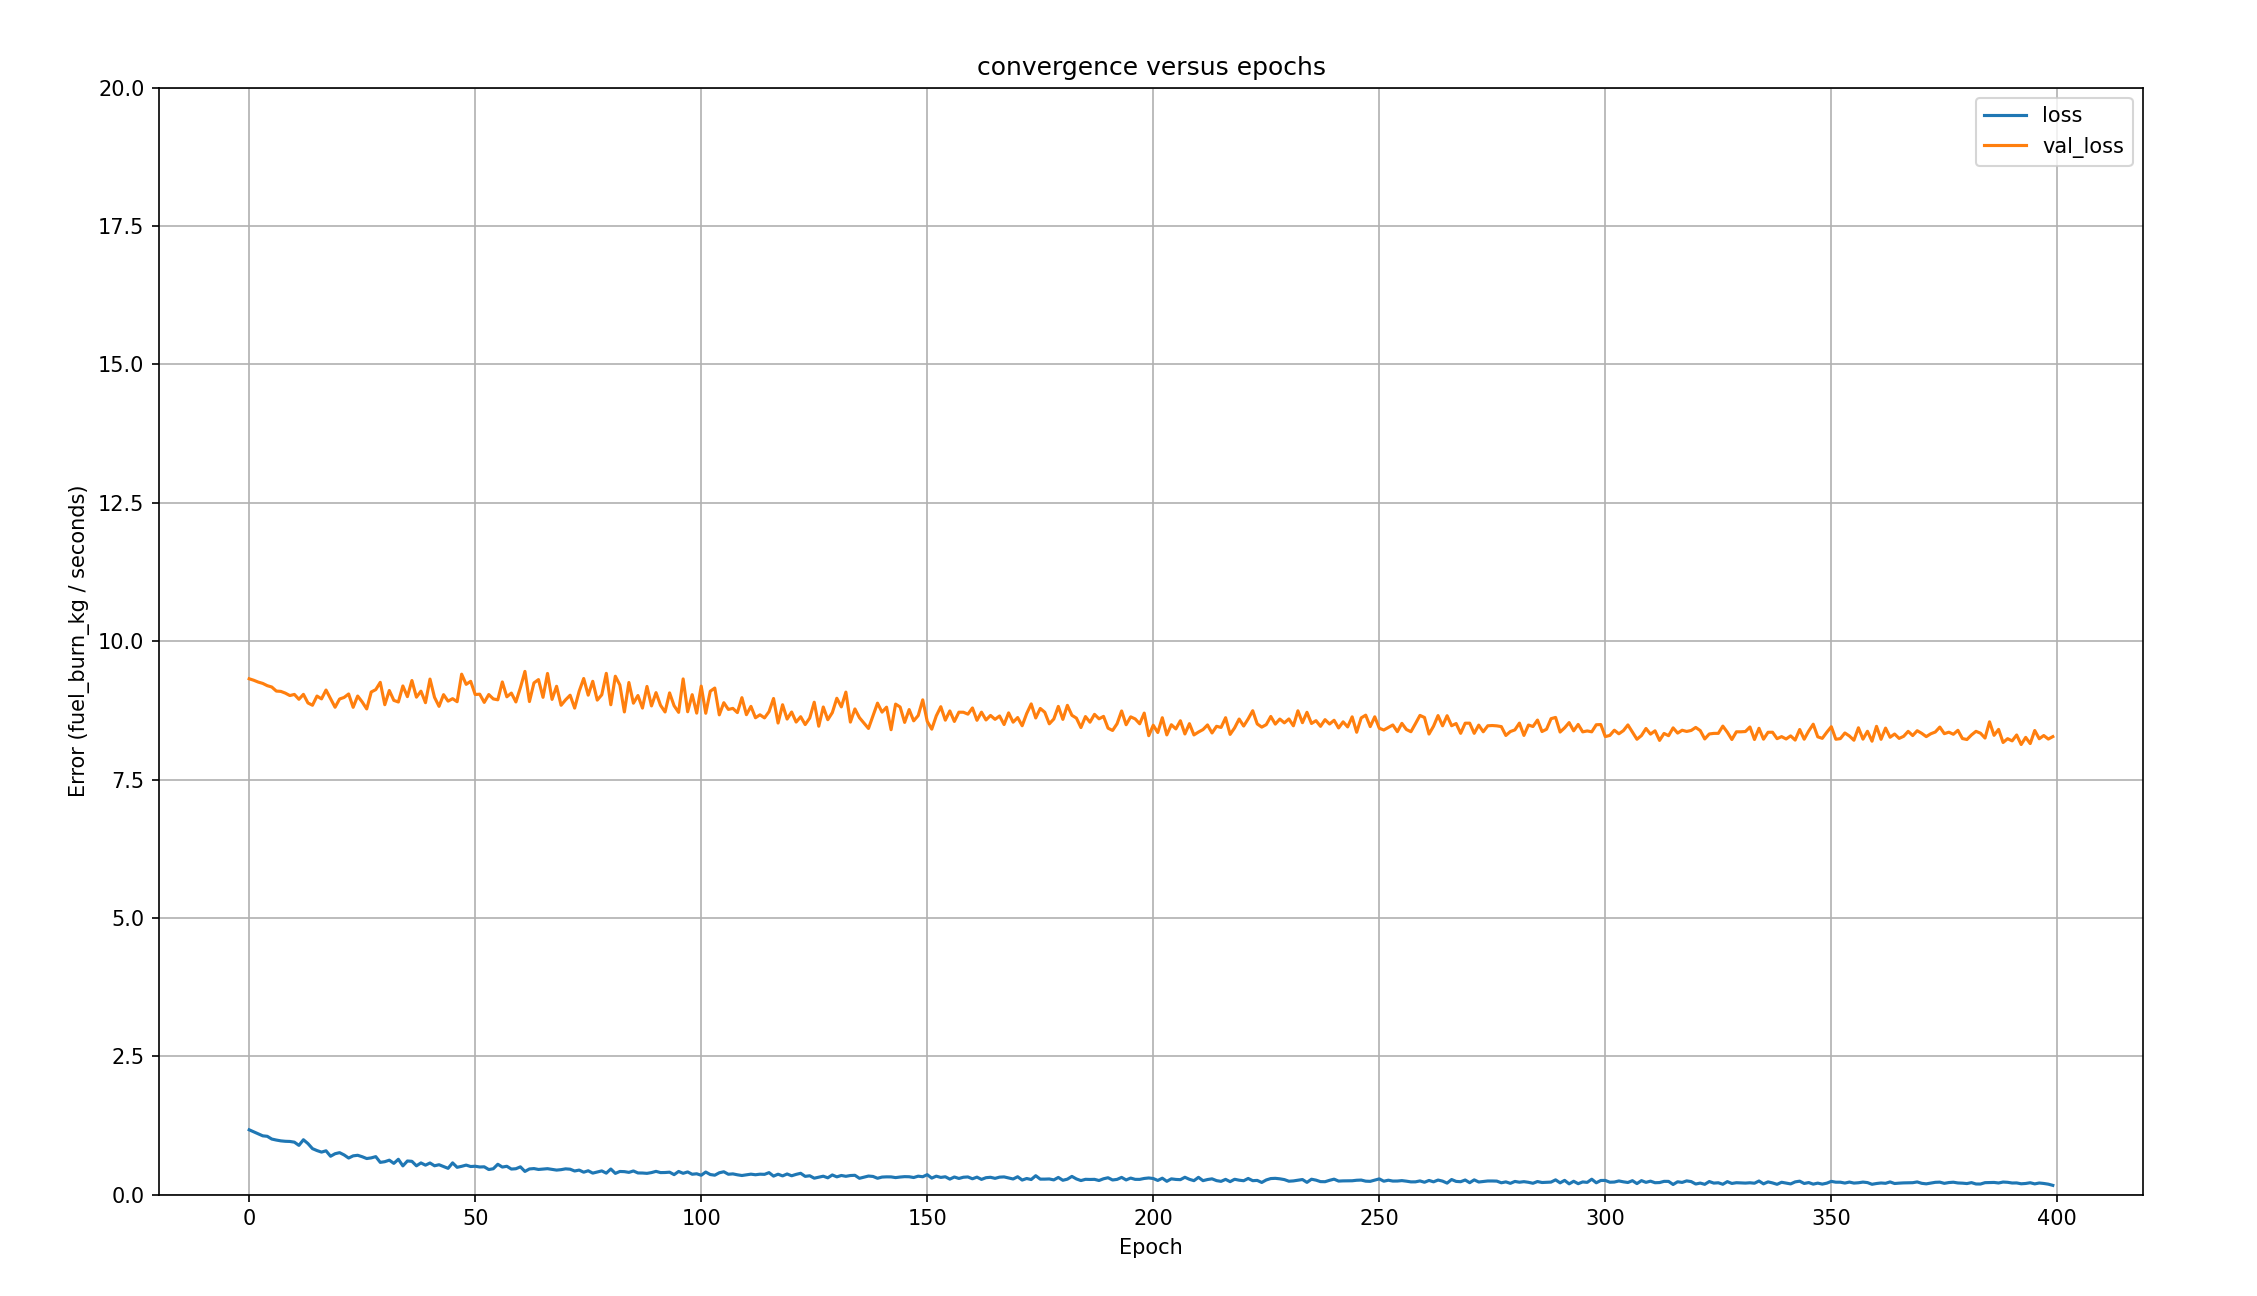 convergence versus epochs
loss
val_loss
Error (fuel_burn_kg / seconds)
20.0
17.5
15.0
12.5
10.0
7.5
5.0
2.5
0.0
0 50 100 150 200 250 300 350 400
Epoch